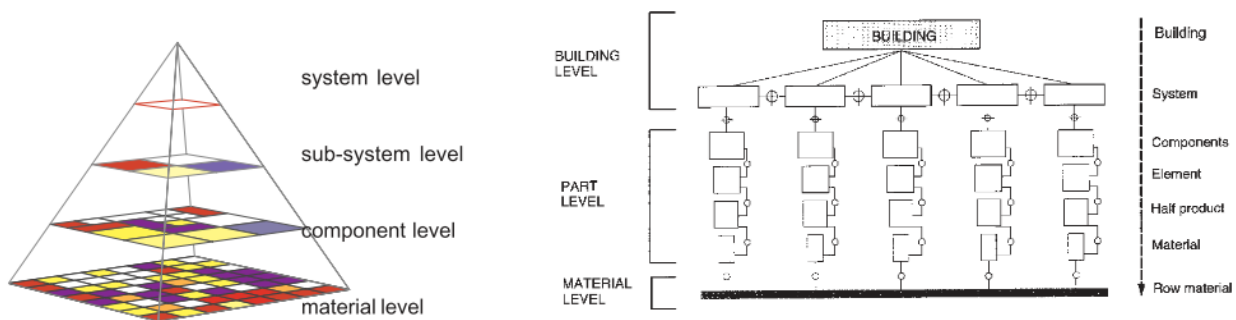 system level
sub-system level
component level
material level
BUILDING
LEVEL
PART
LEVEL
MATERIAL
LEVEL
BUILDING
Building
System
Components
Element
Half product
Material
Row material